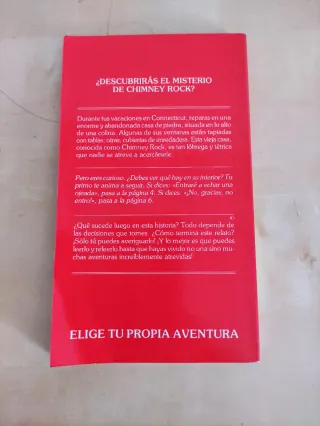 ¿DESCUBRIRÁS EL MISTERIO
DE CHIMNEY ROCK?
Durante tus vacaciones en Connecticut, reparas en una
enorme y abandonada casa de piedra, situada en lo alto
de una colina. Algunas de sus ventanas están tapiadas
con tablas; otras, cubiertas de enredadera. Esta vieja casa,
conocida como Chimney Rock, es tan lóbrega y tétrica
que nadie se atreve a acercársele.
Pero eres curioso. ¿Debes ver qué hay en su interior? Tu
primo te anima a seguir. Si dices: «Entraré a echar una
ojeada», pasa a la página 4. Si dices: «¡No, gracias, no
entro!», pasa a la página 6.
¿Qué sucede luego en esta historia? Todo depende de
las decisiones que tomes. ¿Cómo termina este relato?
¡Sólo tú puedes averiguarlo! ¡Y lo mejor es que puedes
leerlo y releerlo hasta que hayas vivido no una sino mu-
chas aventuras increíblemente atrevidas!
ELIGE TU PROPIA AVENTURA